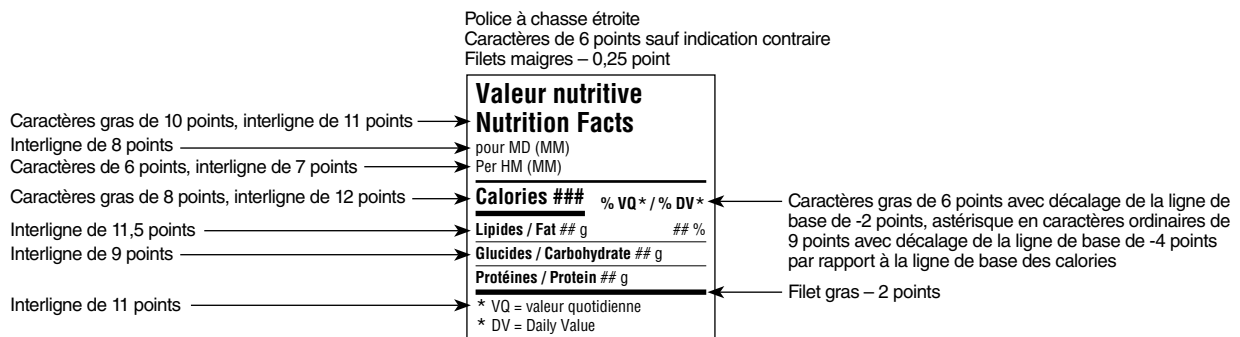 Police à chasse étroite
Caractères de 6 points sauf indication contraire
Filets maigres – 0,25 point
Valeur nutritive
Caractères gras de 10 points, interligne de 11 points
Nutrition Facts
Interligne de 8 points
pour MD (MM)
Caractères de 6 points, interligne de 7 points
Per HM (MM)
Caractères gras de 8 points, interligne de 12 points
Calories ###
% VQ* / % DV*
Caractères gras de 6 points avec décalage de la ligne de
base de -2 points, astérisque en caractères ordinaires de
9 points avec décalage de la ligne de base de -4 points
par rapport à la ligne de base des calories
Interligne de 11,5 points
Lipides / Fat ## g ## %
Interligne de 9 points
Glucides / Carbohydrate ## g
Protéines / Protein ## g
Filet gras – 2 points
Interligne de 11 points
* VQ = valeur quotidienne
* DV = Daily Value